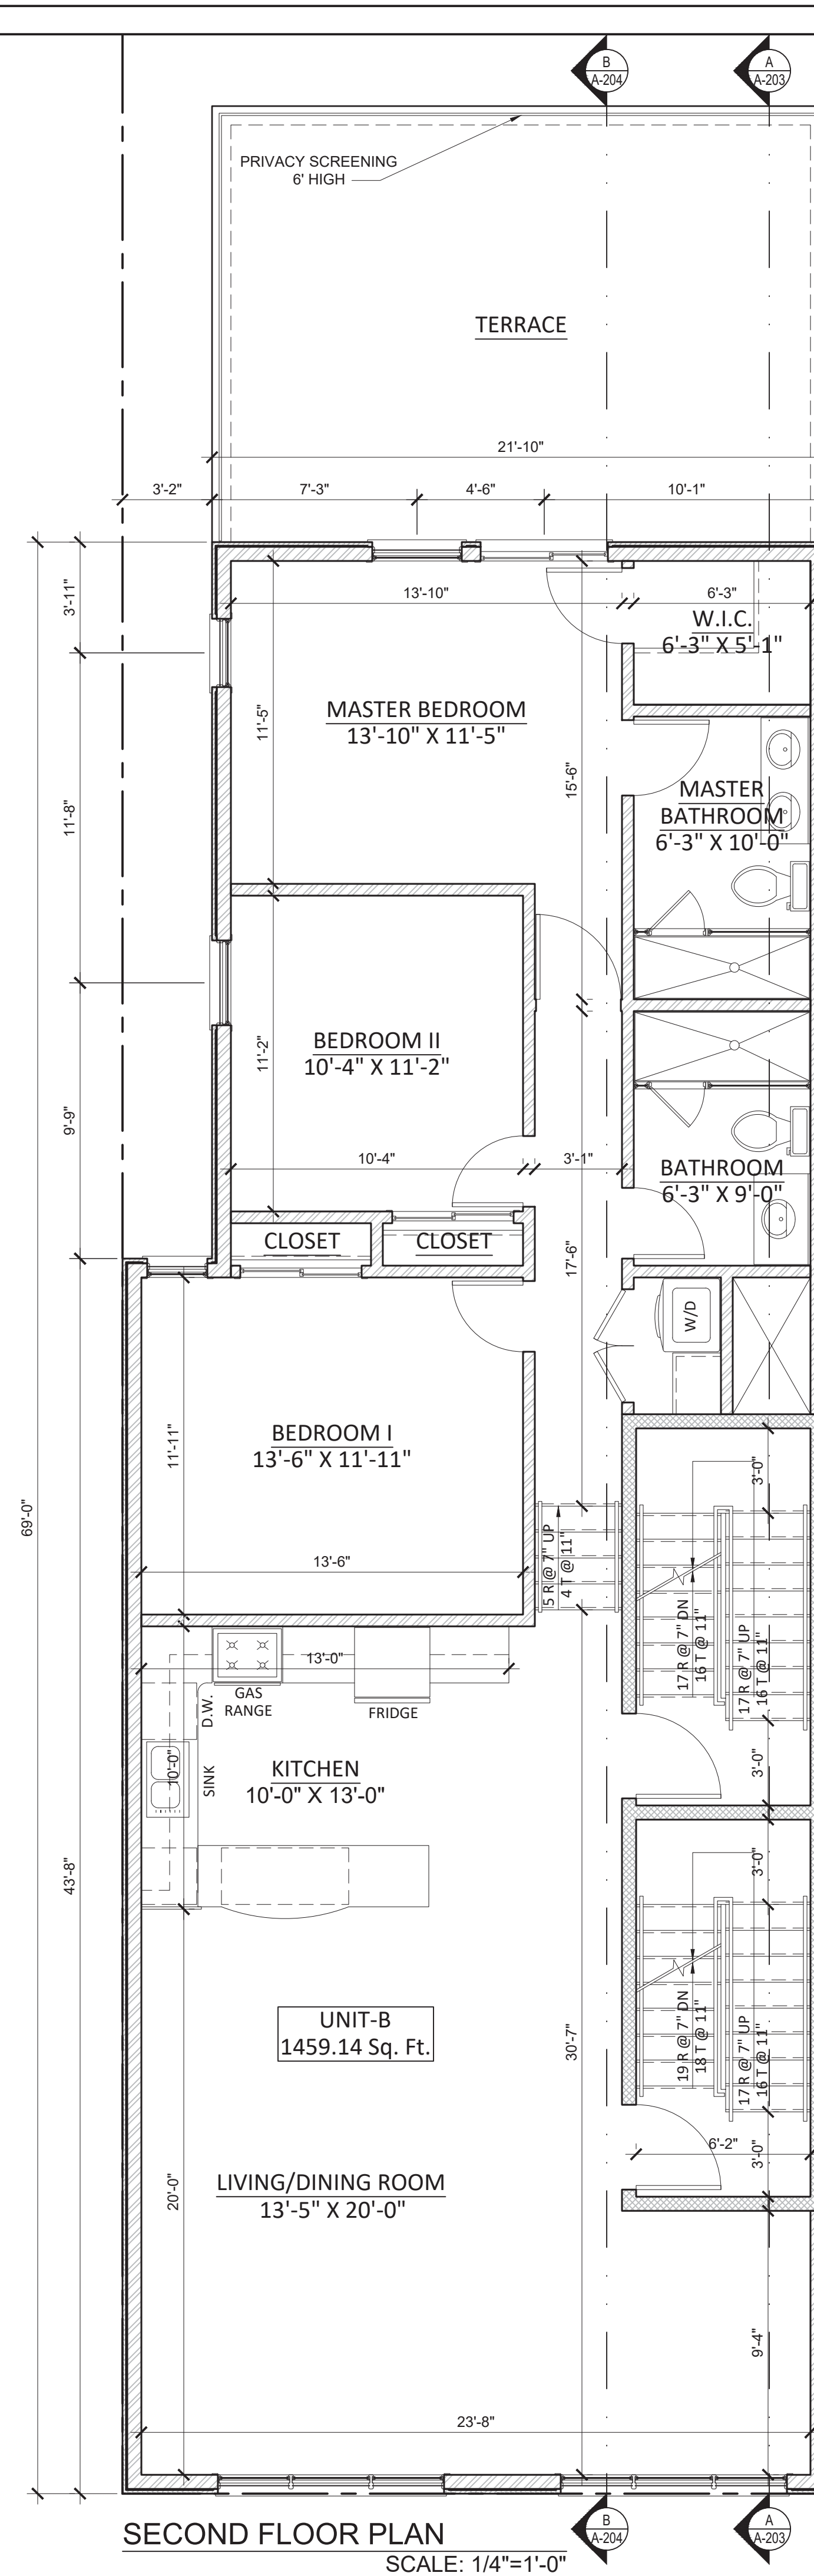 B
A-204
A
A-203
PRIVACY SCREENING
6' HIGH
TERRACE
21'-10"
3'-2"
7'-3"
4'-6"
10'-1"
3'-11"
13'-10"
6'-3"
W.I.C.
6'-3" X 5'-1"
11'-5"
MASTER BEDROOM
13'-10" X 11'-5"
15'-6"
11'-8"
MASTER
BATHROOM
6'-3" X 10'-0"
BEDROOM II
10'-4" X 11'-2"
11'-2"
9'-9"
10'-4"
3'-1"
BATHROOM
6'-3" X 9'-0"
CLOSET
CLOSET
17'-6"
W/D
BEDROOM I
13'-6" X 11'-11"
11'-11"
3'-0"
69'-0"
13'-6"
5 R @ 7" UP
4 T @ 11"
17 R @ 7" DN
16 T @ 11"
17 R @ 7" UP
16 T @ 11"
13'-0"
GAS
RANGE
D.W.
FRIDGE
SINK
10'-0"
KITCHEN
10'-0" X 13'-0"
3'-0"
43'-8"
3'-0"
UNIT-B
1459.14 Sq. Ft.
30'-7"
19 R @ 7" DN
18 T @ 11"
17 R @ 7" UP
16 T @ 11"
6'-2"
3'-0"
20'-0"
LIVING/DINING ROOM
13'-5" X 20'-0"
9'-4"
23'-8"
SECOND FLOOR PLAN
SCALE: 1/4"=1'-0"
B
A-204
A
A-203